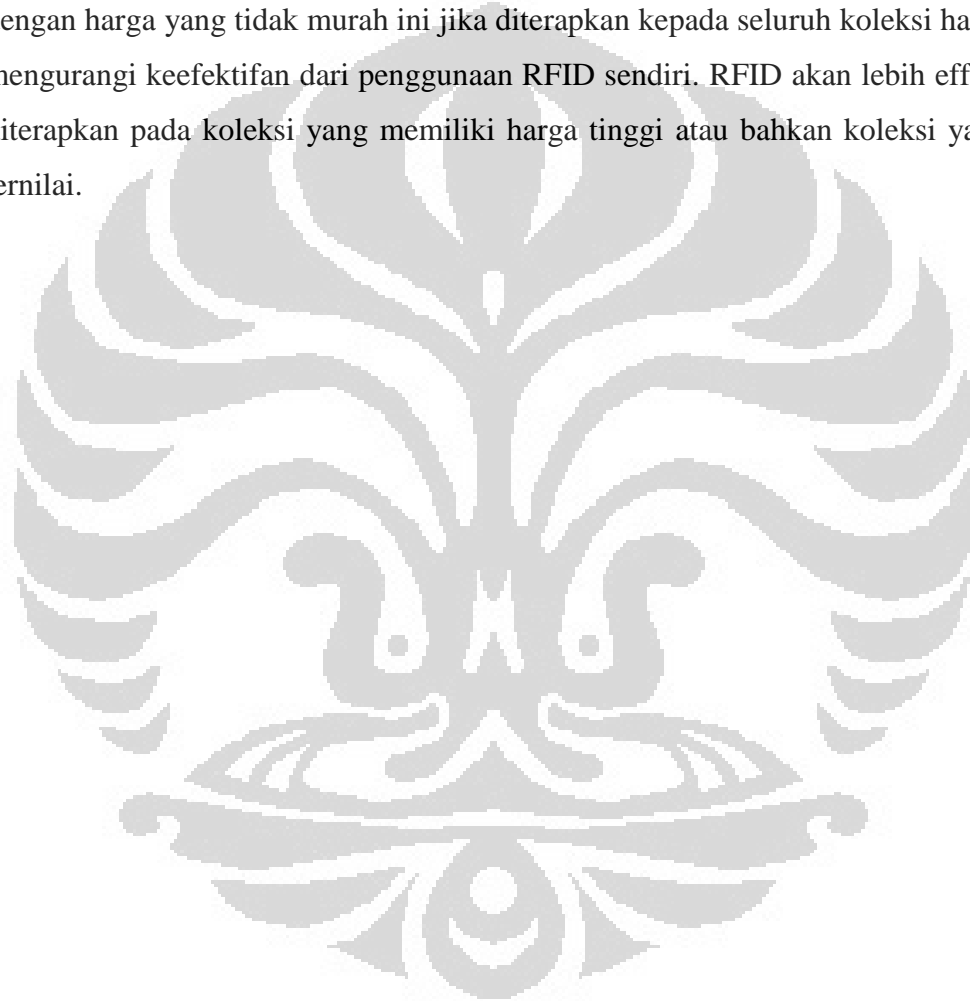 engan harga yang tidak murah ini jika diterapkan kepada seluruh koleksi ha
nengurangi keefektifan dari penggunaan RFID sendiri. RFID akan lebih eff
iterapkan pada koleksi yang memiliki harga tinggi atau bahkan koleksi ya
ernilai.